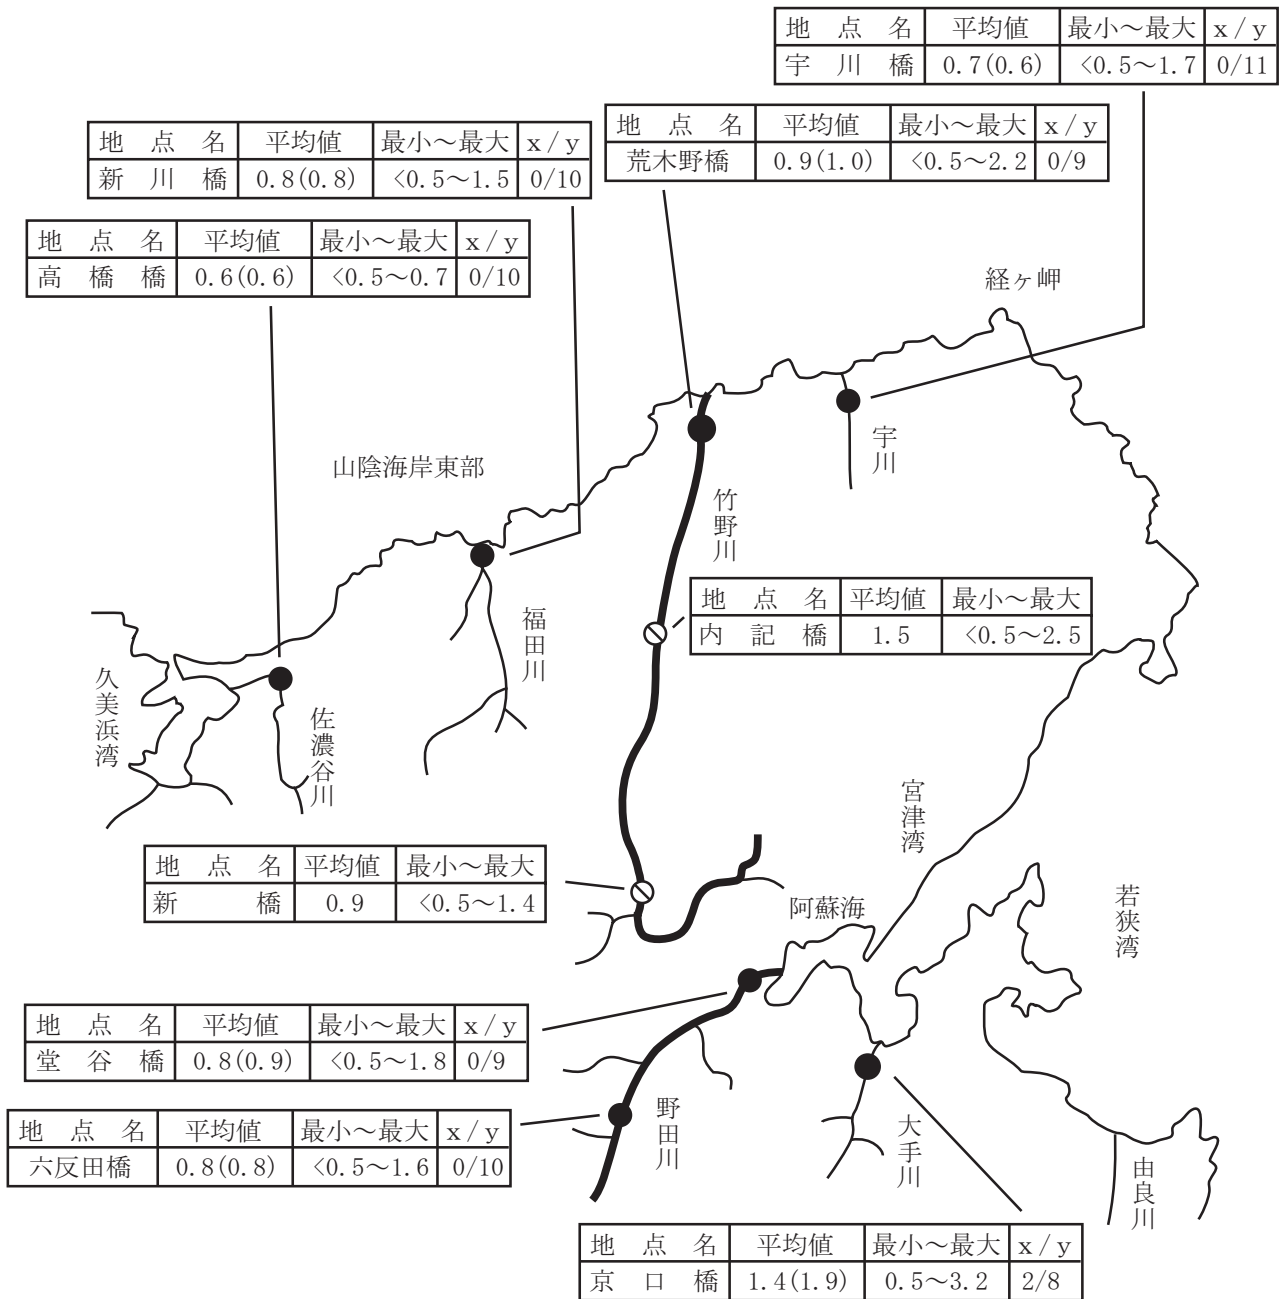 地点名 平均値 最小～最大 x/y
宇川橋 0.7(0.6) <0.5～1.7 0/11
地点名 平均値 最小～最大 x/y
荒木野橋 0.9(1.0) <0.5～2.2 0/9
地点名 平均値 最小～最大 x/y
新川橋 0.8(0.8) <0.5～1.5 0/10
地点名 平均値 最小～最大 x/y
高橋橋 0.6(0.6) <0.5～0.7 0/10
経ヶ岬
宇川
山陰海岸東部
竹野川
地点名 平均値 最小～最大
内記橋 1.5 <0.5～2.5
福田川
久美浜湾
佐濃谷川
宮津湾
地点名 平均値 最小～最大
新橋 0.9 <0.5～1.4
阿蘇海
若狭湾
地点名 平均値 最小～最大 x/y
堂谷橋 0.8(0.9) <0.5～1.8 0/9
野田川
大手川
地点名 平均値 最小～最大 x/y
六反田橋 0.8(0.8) <0.5～1.6 0/10
由良川
地点名 平均値 最小～最大 x/y
京口橋 1.4(1.9) 0.5～3.2 2/8